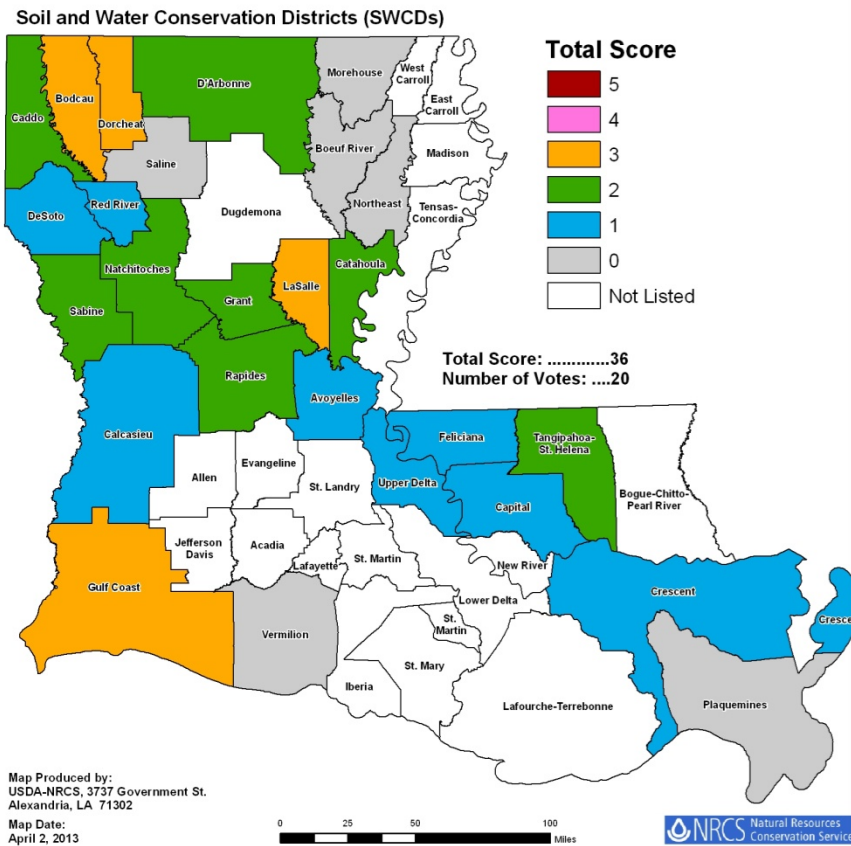 Soil and Water Conservation Districts (SWCDs)
Total Score
5
4
3
2
1
0
Not Listed
Total Score: ............36
Number of Votes: ....20
Caddo
Bodcau
Dorcheat
D'Arbonne
Morehouse
West
Carroll
East
Carroll
Saline
Boeuf River
Madison
DeSoto
Red River
Dugdemona
Northeast
Tensas-
Concordia
Natchitoches
Sabine
Grant
LaSalle
Catahoula
Rapides
Avoyelles
Calcasieu
Allen
Evangeline
St. Landry
Upper Delta
Feliciana
Capital
Tangipahoa-
St. Helena
Bogue-Chitto-
Pearl River
Gulf Coast
Jefferson
Davis
Acadia
Lafayette
St. Martin
New River
Lower Delta
Crescent
Vermilion
St.
Martin
St. Mary
Iberia
Lafourche-Terrebonne
Plaquemines
Map Produced by:
USDA-NRCS, 3737 Government St.
Alexandria, LA 71302
Map Date:
April 2, 2013
0 25 50 100
Miles
NRCS Natural Resources
Conservation Service